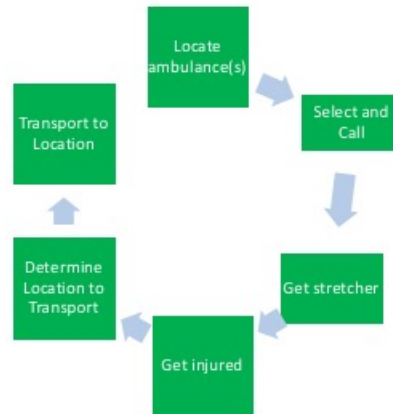 Locate
ambulance(s)
Select and
Call
Get stretcher
Get injured
Determine
Location to
Transport
Transport to
Location